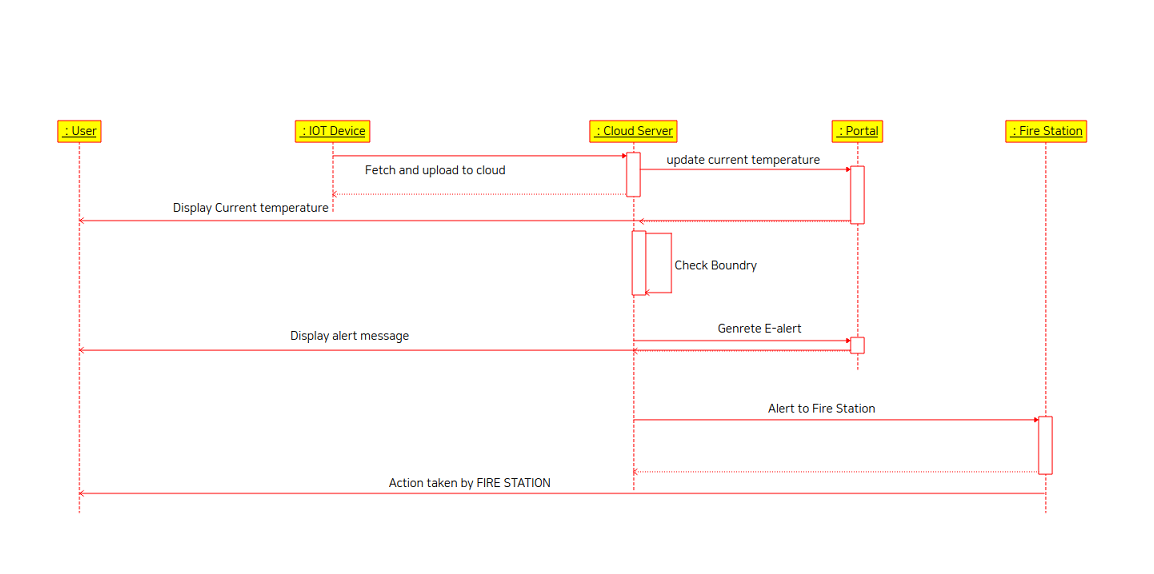 : User
: IOT Device
: Cloud Server
: Portal
: Fire Station
update current temperature
Fetch and upload to cloud
Display Current temperature
Check Boundry
Genrete E-alert
Display alert message
Alert to Fire Station
Action taken by FIRE STATION